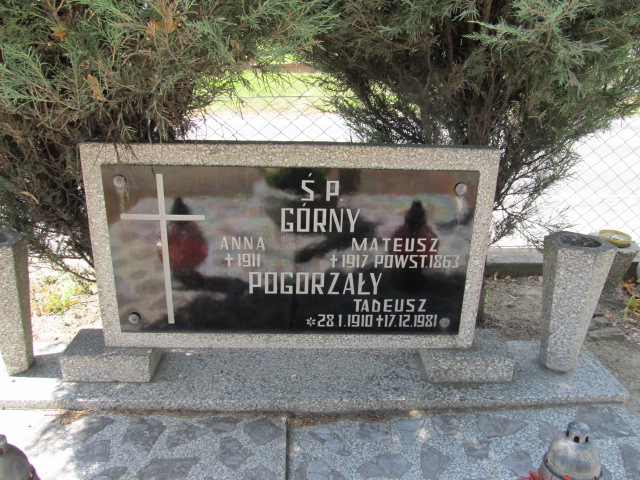 Ś P
GÓRNY
ANNA MATEUSZ
+1911 +1917 POWST.1863
POGORZAŁY
TADEUSZ
*28.1.1910+17.12.1981